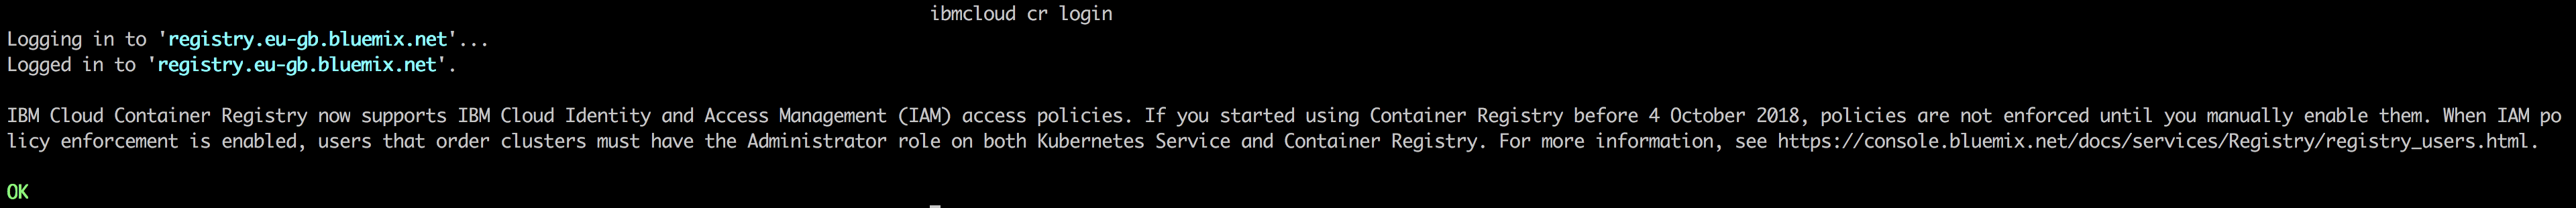 ibmcloud cr login
Logging in to 'registry.eu-gb.bluemix.net'...
Logged in to 'registry.eu-gb.bluemix.net'.
IBM Cloud Container Registry now supports IBM Cloud Identity and Access Management (IAM) access policies. If you started using Container Registry before 4 October 2018, policies are not enforced until you manually enable them. When IAM po
licy enforcement is enabled, users that order clusters must have the Administrator role on both Kubernetes Service and Container Registry. For more information, see https://console.bluemix.net/docs/services/Registry/registry_users.html.
OK